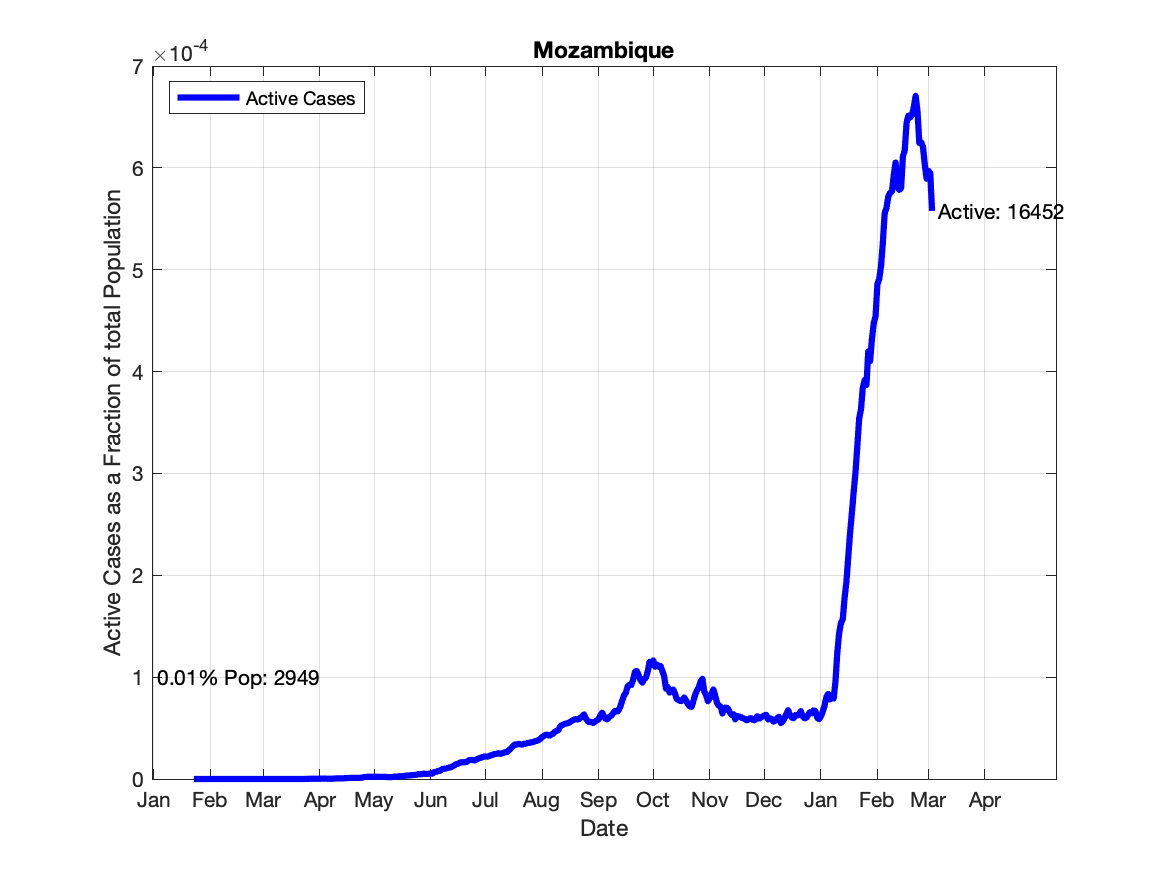 Mozambique
×10-4
Active Cases
7
6
5
4
3
2
1
0
Active Cases as a Fraction of total Population
Active: 16452
0.01% Pop: 2949
Jan Feb Mar Apr May Jun Jul Aug Sep Oct Nov Dec Jan Feb Mar Apr
Date